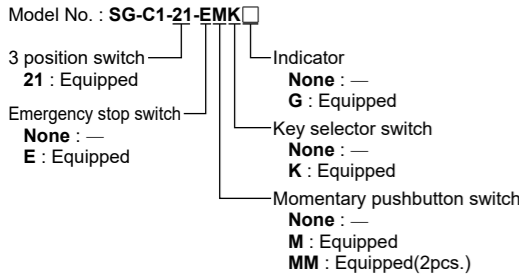 Model No. : SG-C1-21-EMK□
3 position switch
21 : Equipped
Emergency stop switch
None : —
E : Equipped
Indicator
None : —
G : Equipped
Key selector switch
None : —
K : Equipped
Momentary pushbutton switch
None : —
M : Equipped
MM : Equipped(2pcs.)